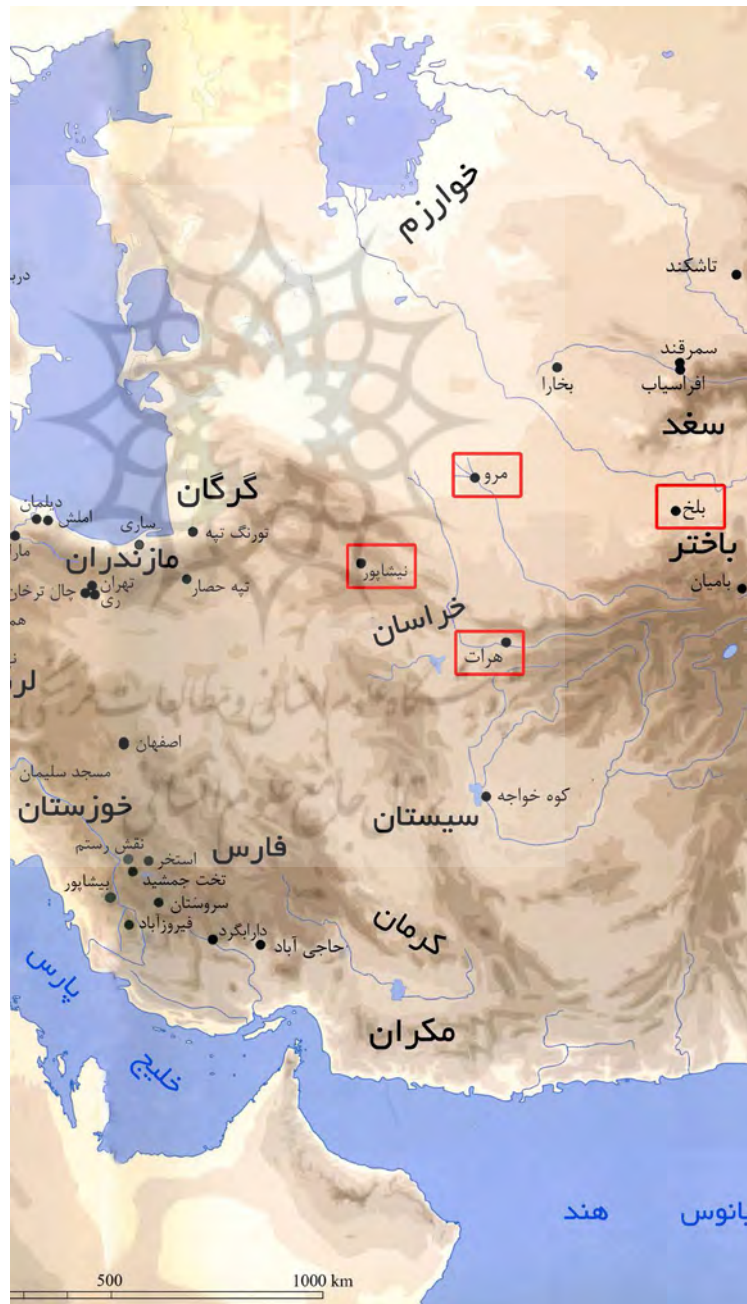 خوارزم
تاشکند
سمرقند
افراسیاب
بخارا
سغد
مرو
بلخ
باختر
بامیان
گرگان
دیلمان
املش
ساری
تورنگ تپه
مازندران
نیشاپور
تپه حصار
تهران
ری
چال ترخان
خراسان
هرات
اصفهان
مسجد سلیمان
خوزستان
کوه خواجه
سیستان
فارس
نقش رستم
استخر
تخت جمشید
بیشاپور
سروستان
فیروزآباد
دارابگرد
حاجی آباد
کرمان
مکران
خلیج پارس
هند
500
1000 km